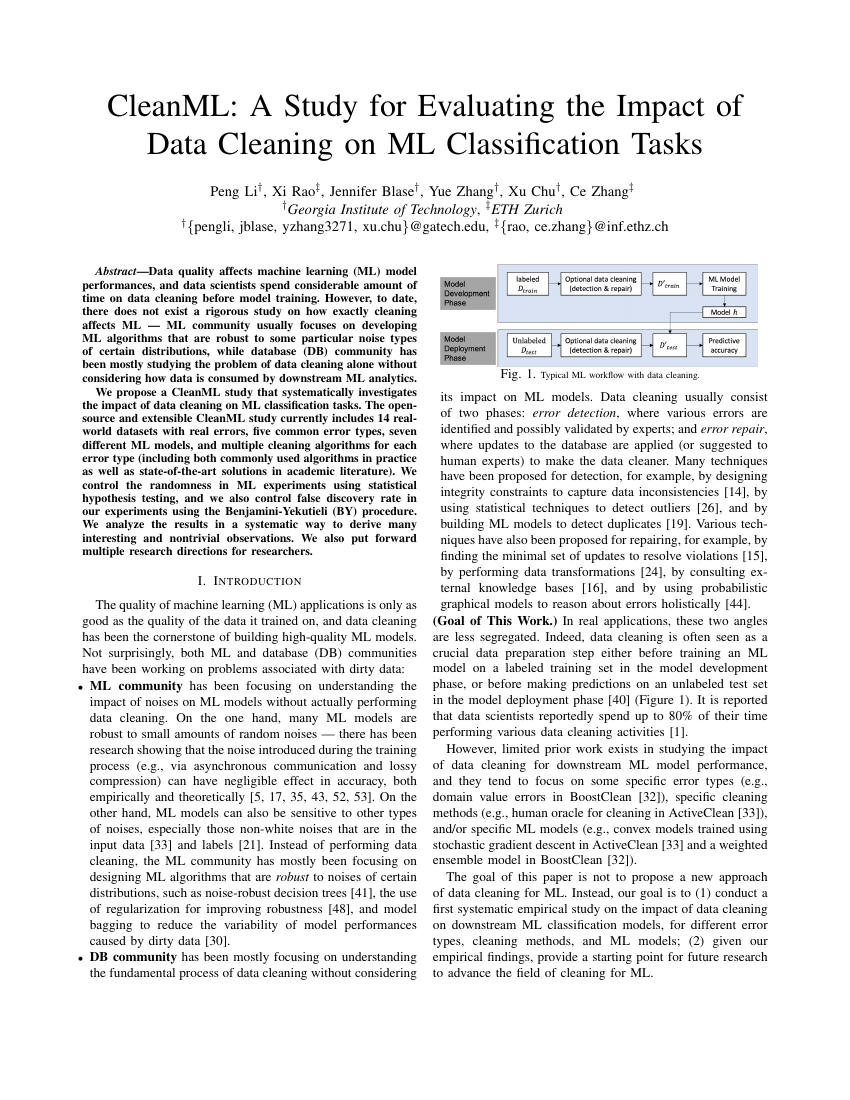 CleanML: A Study for Evaluating the Impact of
Data Cleaning on ML Classification Tasks
Peng Li†, Xi Rao‡, Jennifer Blase†, Yue Zhang†, Xu Chu†, Ce Zhang‡
†Georgia Institute of Technology, ‡ETH Zurich
†{pengli, jblase, yzhang3271, xu.chu}@gatech.edu, ‡{rao, ce.zhang}@inf.ethz.ch
Abstract—Data quality affects machine learning (ML) model
performances, and data scientists spend considerable amount of
time on data cleaning before model training. However, to date,
there does not exist a rigorous study on how exactly cleaning
affects ML — ML community usually focuses on developing
ML algorithms that are robust to some particular noise types
of certain distributions, while database (DB) community has
been mostly studying the problem of data cleaning alone without
considering how data is consumed by downstream ML analytics.
We propose a CleanML study that systematically investigates
the impact of data cleaning on ML classification tasks. The open-
source and extensible CleanML study currently includes 14 real-
world datasets with real errors, five common error types, seven
different ML models, and multiple cleaning algorithms for each
error type (including both commonly used algorithms in practice
as well as state-of-the-art solutions in academic literature). We
control the randomness in ML experiments using statistical
hypothesis testing, and we also control false discovery rate in
our experiments using the Benjamini-Yekutieli (BY) procedure.
We analyze the results in a systematic way to derive many
interesting and nontrivial observations. We also put forward
multiple research directions for researchers.
I. INTRODUCTION
The quality of machine learning (ML) applications is only as
good as the quality of the data it trained on, and data cleaning
has been the cornerstone of building high-quality ML models.
Not surprisingly, both ML and database (DB) communities
have been working on problems associated with dirty data:
• ML community has been focusing on understanding the
impact of noises on ML models without actually performing
data cleaning. On the one hand, many ML models are
robust to small amounts of random noises — there has been
research showing that the noise introduced during the training
process (e.g., via asynchronous communication and lossy
compression) can have negligible effect in accuracy, both
empirically and theoretically [5, 17, 35, 43, 52, 53]. On the
other hand, ML models can also be sensitive to other types
of noises, especially those non-white noises that are in the
input data [33] and labels [21]. Instead of performing data
cleaning, the ML community has mostly been focusing on
designing ML algorithms that are robust to noises of certain
distributions, such as noise-robust decision trees [41], the use
of regularization for improving robustness [48], and model
bagging to reduce the variability of model performances
caused by dirty data [30].
• DB community has been mostly focusing on understanding
the fundamental process of data cleaning without considering
Model
Development
Phase
labeled
Dtrain
Optional data cleaning
(detection & repair)
D'train
ML Model
Training
Model h
Model
Deployment
Phase
Unlabeled
Dtest
Optional data cleaning
(detection & repair)
D'test
Predictive
accuracy
Fig. 1. Typical ML workflow with data cleaning.
its impact on ML models. Data cleaning usually consist
of two phases: error detection, where various errors are
identified and possibly validated by experts; and error repair,
where updates to the database are applied (or suggested to
human experts) to make the data cleaner. Many techniques
have been proposed for detection, for example, by designing
integrity constraints to capture data inconsistencies [14], by
using statistical techniques to detect outliers [26], and by
building ML models to detect duplicates [19]. Various tech-
niques have also been proposed for repairing, for example, by
finding the minimal set of updates to resolve violations [15],
by performing data transformations [24], by consulting ex-
ternal knowledge bases [16], and by using probabilistic
graphical models to reason about errors holistically [44].
(Goal of This Work.) In real applications, these two angles
are less segregated. Indeed, data cleaning is often seen as a
crucial data preparation step either before training an ML
model on a labeled training set in the model development
phase, or before making predictions on an unlabeled test set
in the model deployment phase [40] (Figure 1). It is reported
that data scientists reportedly spend up to 80% of their time
performing various data cleaning activities [1].
However, limited prior work exists in studying the impact
of data cleaning for downstream ML model performance,
and they tend to focus on some specific error types (e.g.,
domain value errors in BoostClean [32]), specific cleaning
methods (e.g., human oracle for cleaning in ActiveClean [33]),
and/or specific ML models (e.g., convex models trained using
stochastic gradient descent in ActiveClean [33] and a weighted
ensemble model in BoostClean [32]).
The goal of this paper is not to propose a new approach
of data cleaning for ML. Instead, our goal is to (1) conduct a
first systematic empirical study on the impact of data cleaning
on downstream ML classification models, for different error
types, cleaning methods, and ML models; (2) given our
empirical findings, provide a starting point for future research
to advance the field of cleaning for ML.